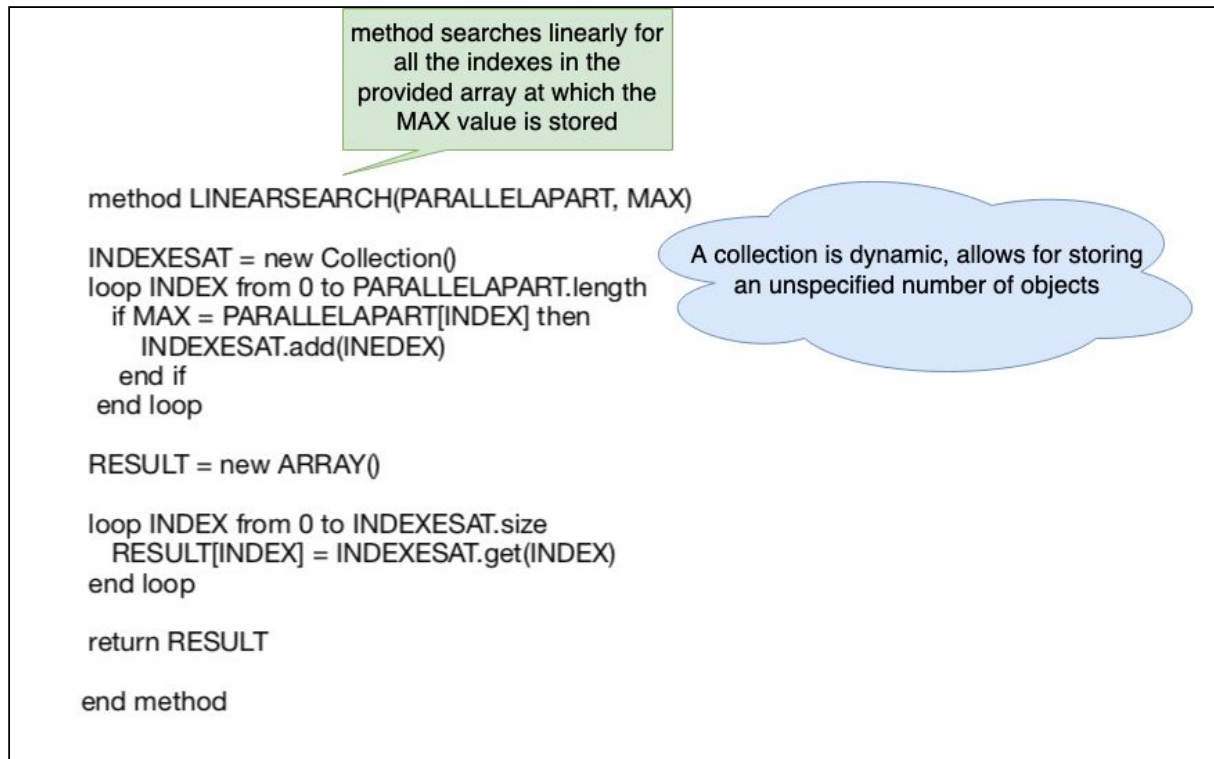 method searches linearly for
all the indexes in the
provided array at which the
MAX value is stored
method LINEARSEARCH(PARALLELAPART, MAX)
INDEXESAT = new Collection()
loop INDEX from 0 to PARALLELAPART.length
if MAX = PARALLELAPART[INDEX] then
INDEXESAT.add(INEDEX)
end if
end loop
A collection is dynamic, allows for storing
an unspecified number of objects
RESULT = new ARRAY()
loop INDEX from 0 to INDEXESAT.size
RESULT[INDEX] = INDEXESAT.get(INDEX)
end loop
return RESULT
end method